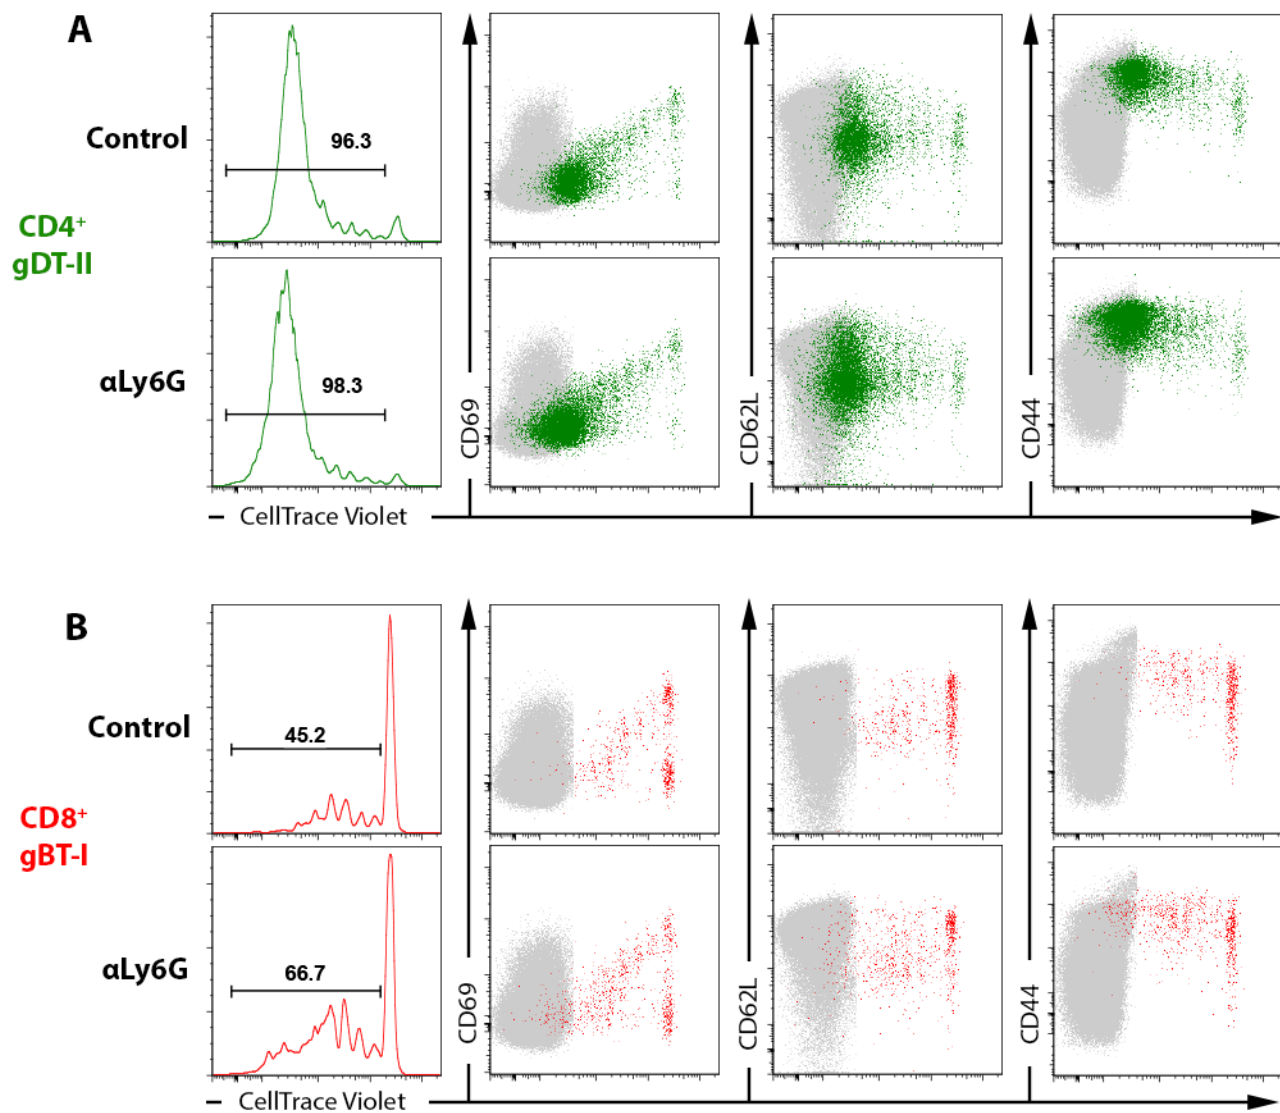 A
Control
96.3
CD4⁺
gDT-II
αLy6G
98.3
CD69
CD62L
CD44
CellTrace Violet
B
Control
45.2
CD8⁺
gBT-I
αLy6G
66.7
CD69
CD62L
CD44
CellTrace Violet